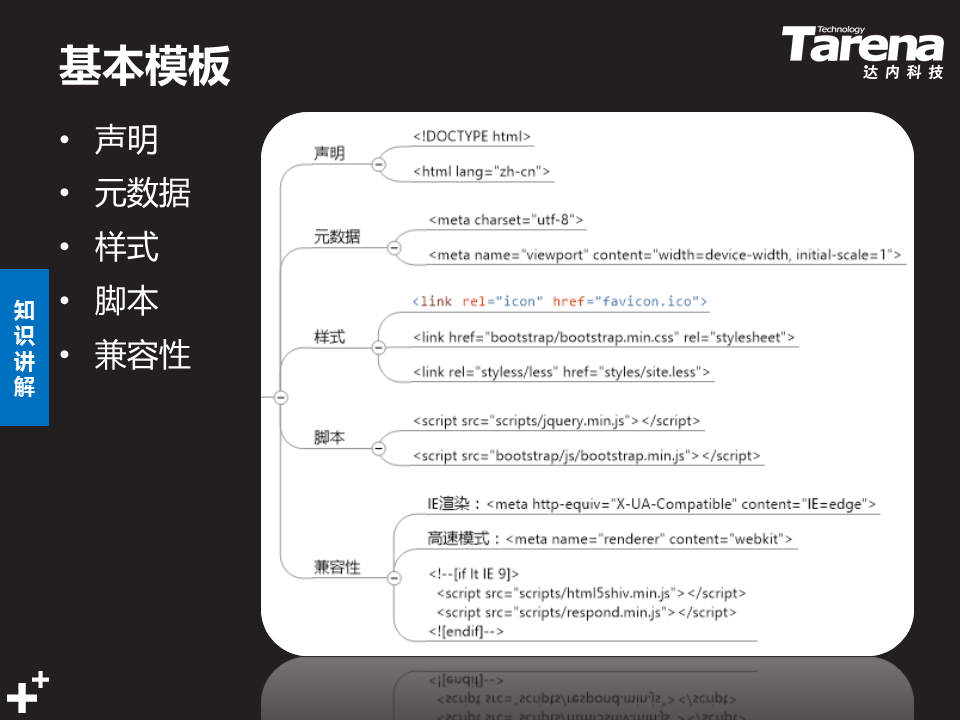 基本模板
Technology
Tarena
达内科技
• 声明
• 元数据
• 样式
• 脚本
• 兼容性
知识讲解
声明
<!DOCTYPE html>
<html lang="zh-cn">
元数据
<meta charset="utf-8">
<meta name="viewport" content="width=device-width, initial-scale=1">
样式
<link rel="icon" href="favicon.ico">
<link href="bootstrap/bootstrap.min.css" rel="stylesheet">
<link rel="styless/less" href="styles/site.less">
脚本
<script src="scripts/jquery.min.js"></script>
<script src="bootstrap/js/bootstrap.min.js"></script>
兼容性
IE渲染：<meta http-equiv="X-UA-Compatible" content="IE=edge">
高速模式：<meta name="renderer" content="webkit">
<!--[if lt IE 9]>
<script src="scripts/html5shiv.min.js"></script>
<script src="scripts/respond.min.js"></script>
<![endif]-->